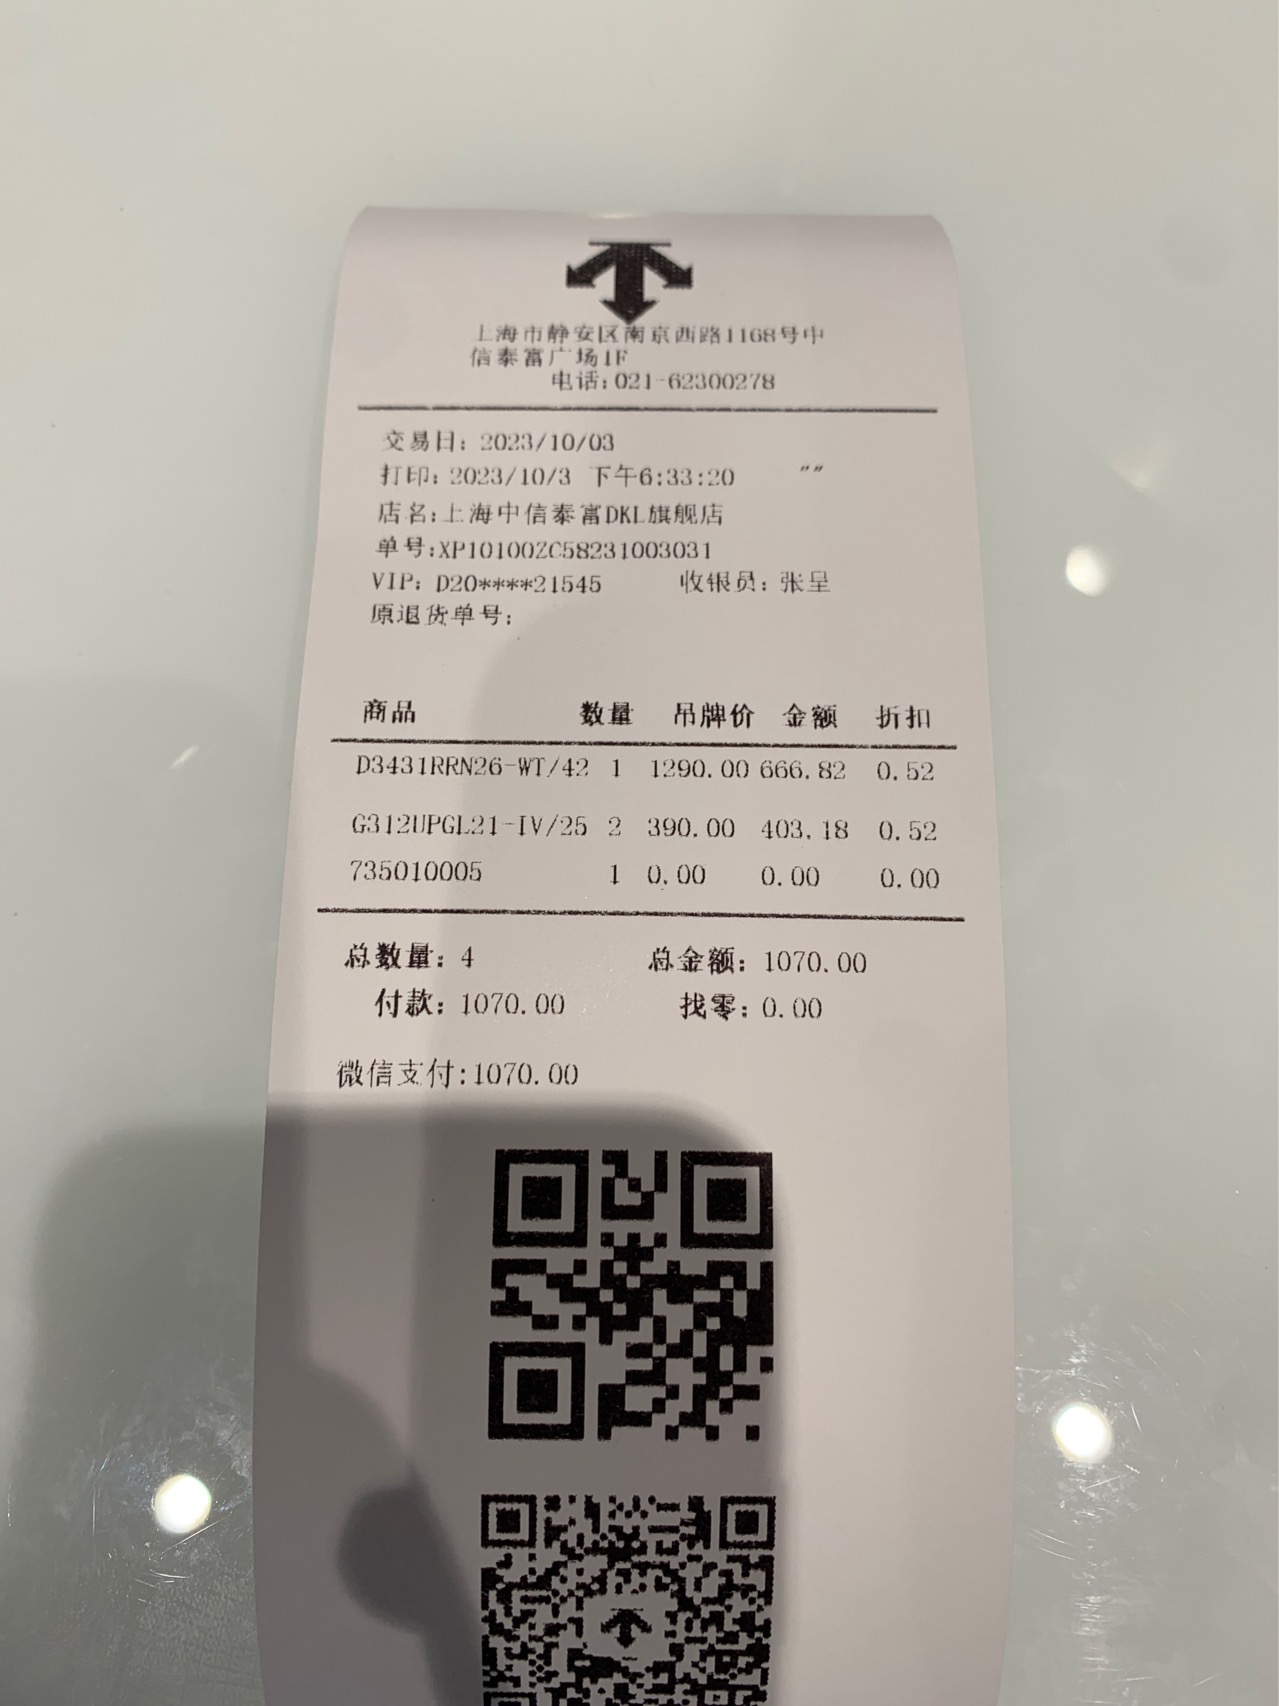 上海市静安区南京西路1168号中
信泰富广场1F
电话:021-62300278
交易日: 2023/10/03
打印: 2023/10/3 下午6:33:20 ""
店名:上海中信泰富DKL旗舰店
单号:XP10100ZC58231003031
VIP: D20****21545 收银员: 张呈
原退货单号:
商品 数量 吊牌价 金额 折扣
D3431RRN26-WT/42 1 1290.00 666.82 0.52
G312UPGL21-IV/25 2 390.00 403.18 0.52
735010005 1 0.00 0.00 0.00
总数量: 4 总金额: 1070.00
付款: 1070.00 找零: 0.00
微信支付:1070.00